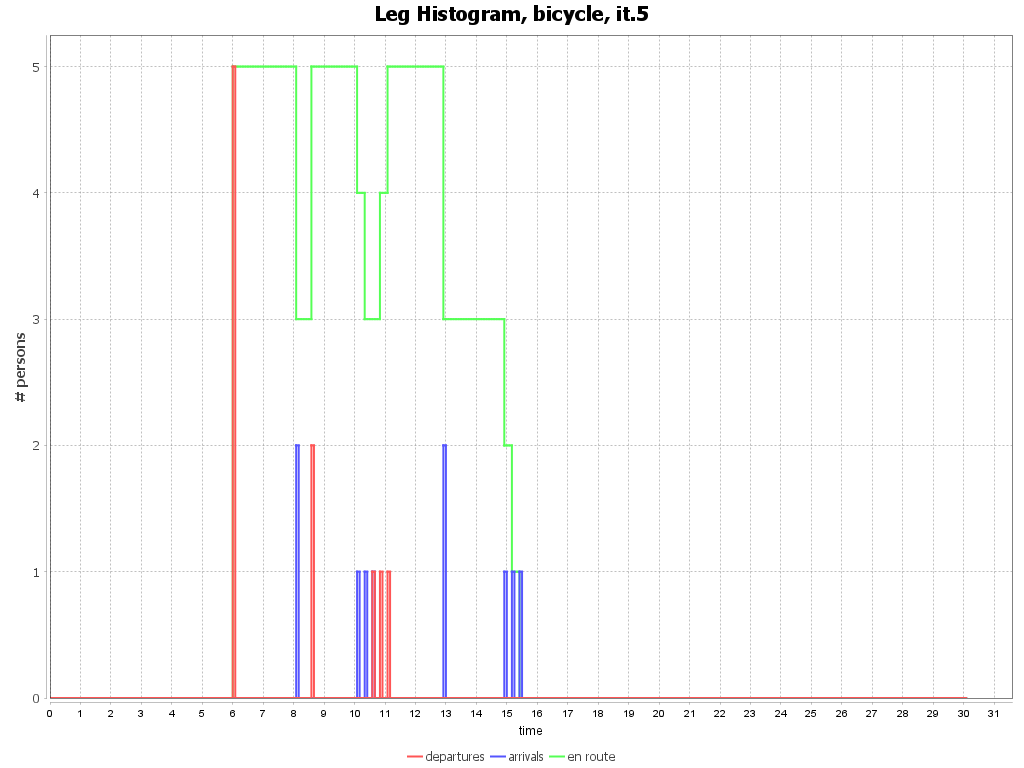 Leg Histogram, bicycle, it.5
# persons
5
4
3
2
1
0
0 1 2 3 4 5 6 7 8 9 10 11 12 13 14 15 16 17 18 19 20 21 22 23 24 25 26 27 28 29 30 31
time
departures arrivals en route